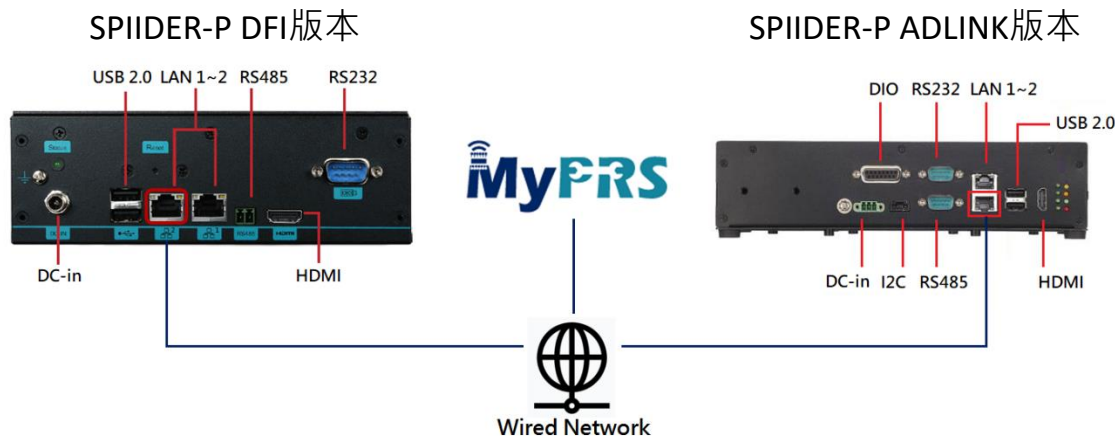 SPIIDER-P DFI版本
SPIIDER-P ADLINK版本
USB 2.0 LAN 1~2 RS485 RS232
DC-in
HDMI
MyPRS
DIO RS232 LAN 1~2
USB 2.0
DC-in I2C RS485 HDMI
Wired Network